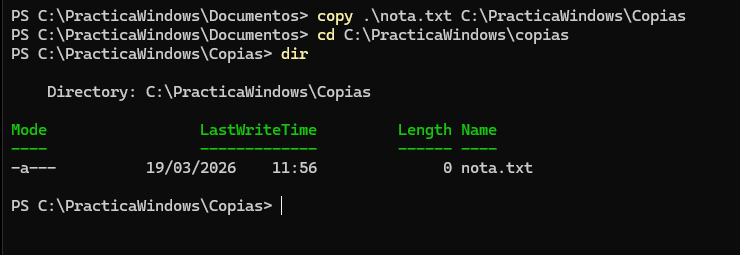 PS C:\PracticaWindows\Documentos> copy .\nota.txt C:\PracticaWindows\Copias
PS C:\PracticaWindows\Documentos> cd C:\PracticaWindows\copias
PS C:\PracticaWindows\Copias> dir
Directory: C:\PracticaWindows\Copias
Mode                 LastWriteTime         Length Name
----                 -------------         ------ ----
-a---          19/03/2026    11:56              0 nota.txt
PS C:\PracticaWindows\Copias>